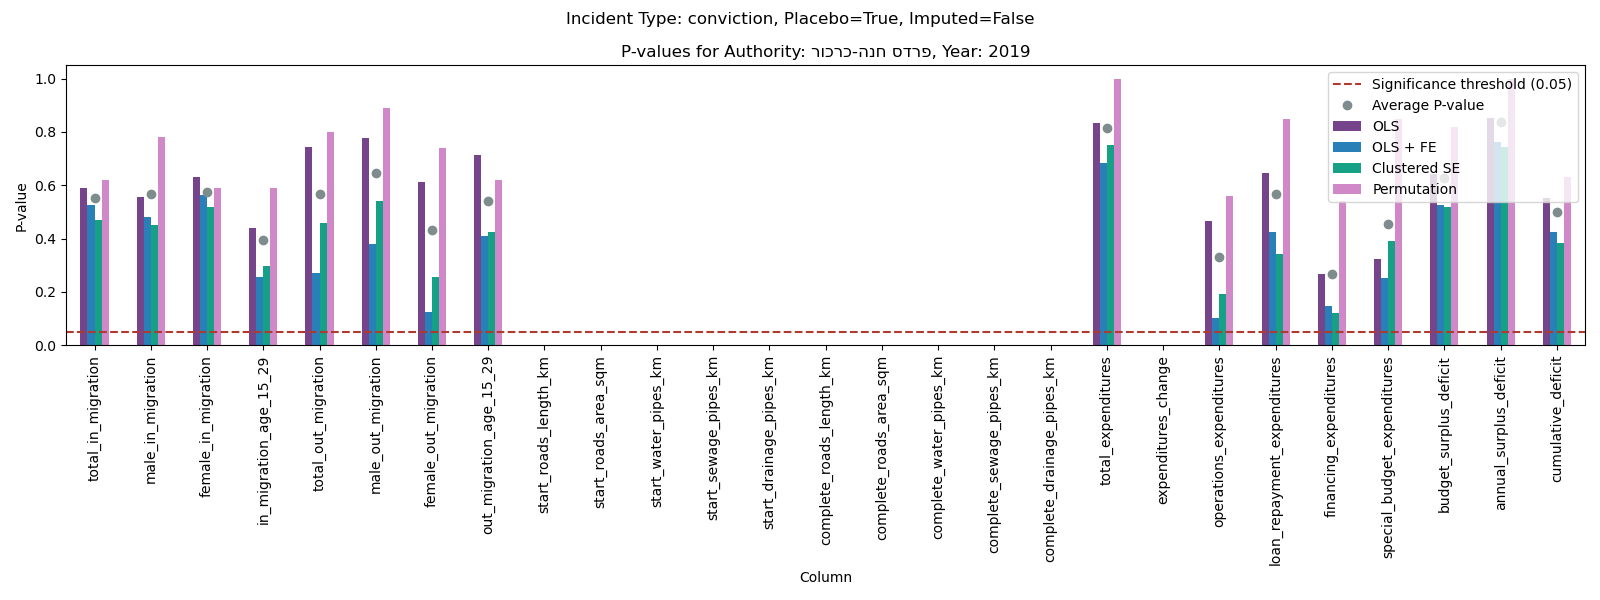 Incident Type: conviction, Placebo=True, Imputed=False
P-values for Authority: פרדס חנה-כרכור, Year: 2019
P-value
1.0
0.8
0.6
0.4
0.2
0.0
Significance threshold (0.05)
Average P-value
OLS
OLS + FE
Clustered SE
Permutation
total_in_migration
male_in_migration
female_in_migration
in_migration_age_15_29
total_out_migration
male_out_migration
female_out_migration
out_migration_age_15_29
start_roads_length_km
start_roads_area_sqm
start_water_pipes_km
start_sewage_pipes_km
start_drainage_pipes_km
complete_roads_length_km
complete_roads_area_sqm
complete_water_pipes_km
complete_sewage_pipes_km
complete_drainage_pipes_km
total_expenditures
expenditures_change
operations_expenditures
loan_repayment_expenditures
financing_expenditures
special_budget_expenditures
budget_surplus_deficit
annual_surplus_deficit
cumulative_deficit
Column